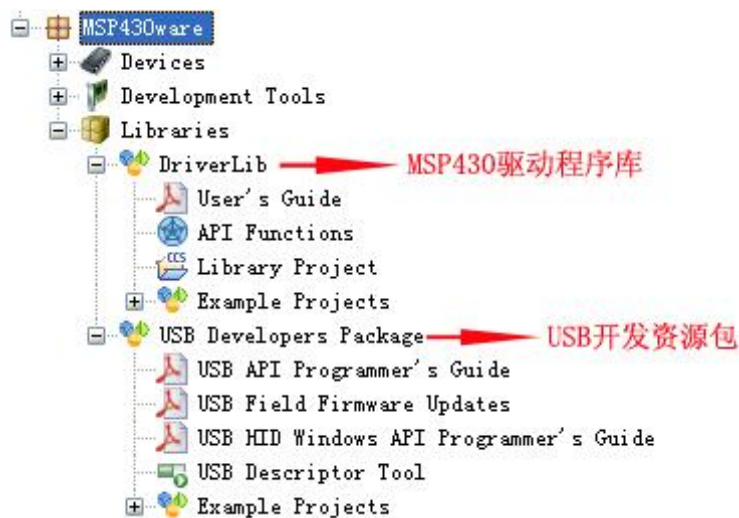 MSP430ware
Devices
Development Tools
Libraries
DriverLib MSP430驱动程序库
User's Guide
API Functions
CCS Library Project
Example Projects
USB Developers Package USB开发资源包
USB API Programmer's Guide
USB Field Firmware Updates
USB HID Windows API Programmer's Guide
USB Descriptor Tool
Example Projects